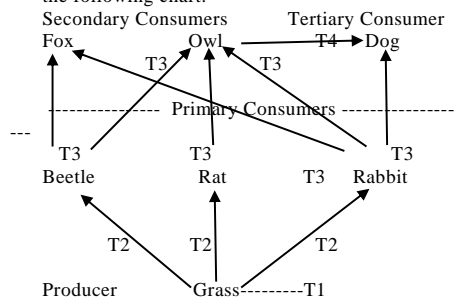 the following chart.
Secondary Consumers Tertiary Consumer
Fox Owl T4 Dog
T3 T3
------------------ Primary Consumers ------------------
---
T3 T3 T3
Beetle Rat T3 Rabbit
T2 T2 T2
Producer Grass---------T1